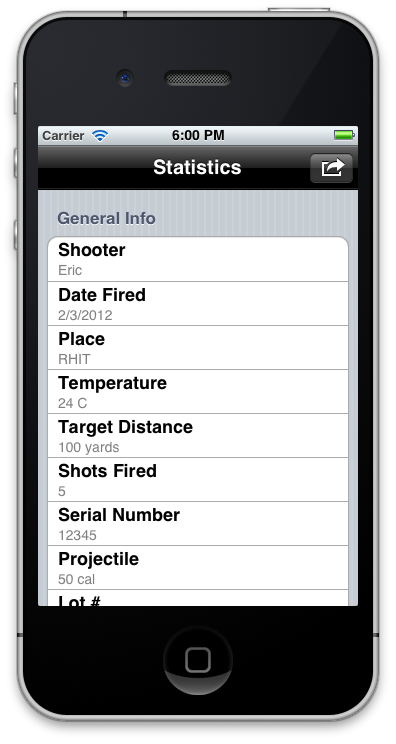 Carrier 6:00 PM
Statistics
General Info
Shooter
Eric
Date Fired
2/3/2012
Place
RHIT
Temperature
24 C
Target Distance
100 yards
Shots Fired
5
Serial Number
12345
Projectile
50 cal
Lot #